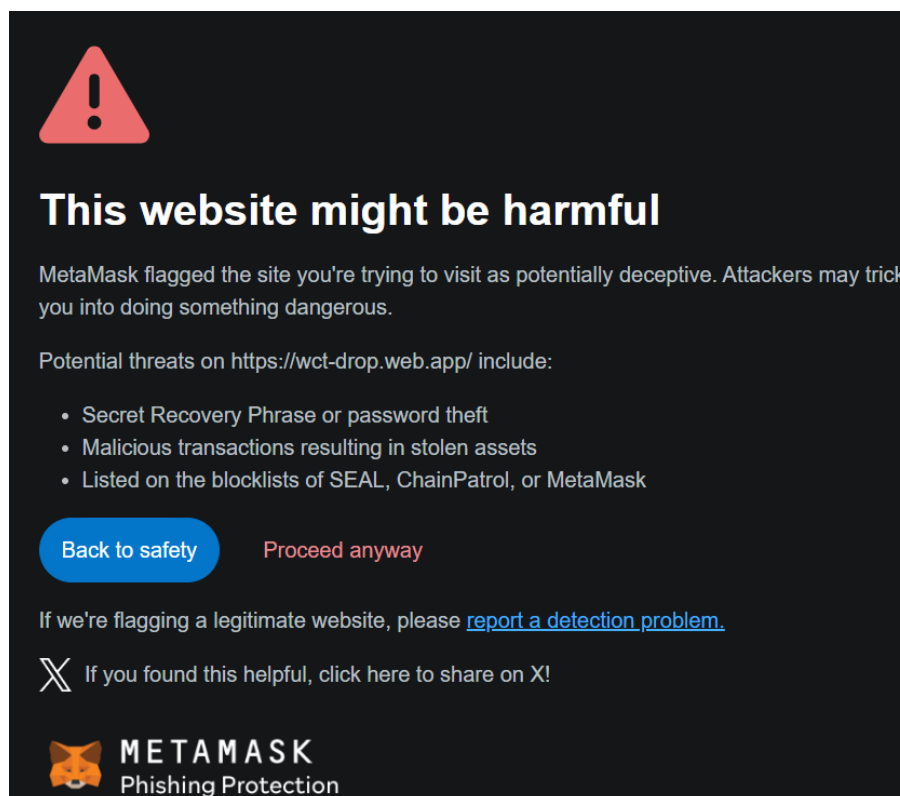 This website might be harmful
MetaMask flagged the site you're trying to visit as potentially deceptive. Attackers may trick
you into doing something dangerous.
Potential threats on https://wct-drop.web.app/ include:
• Secret Recovery Phrase or password theft
• Malicious transactions resulting in stolen assets
• Listed on the blocklists of SEAL, ChainPatrol, or MetaMask
Back to safety Proceed anyway
If we're flagging a legitimate website, please report a detection problem.
If you found this helpful, click here to share on X!
METAMASK
Phishing Protection